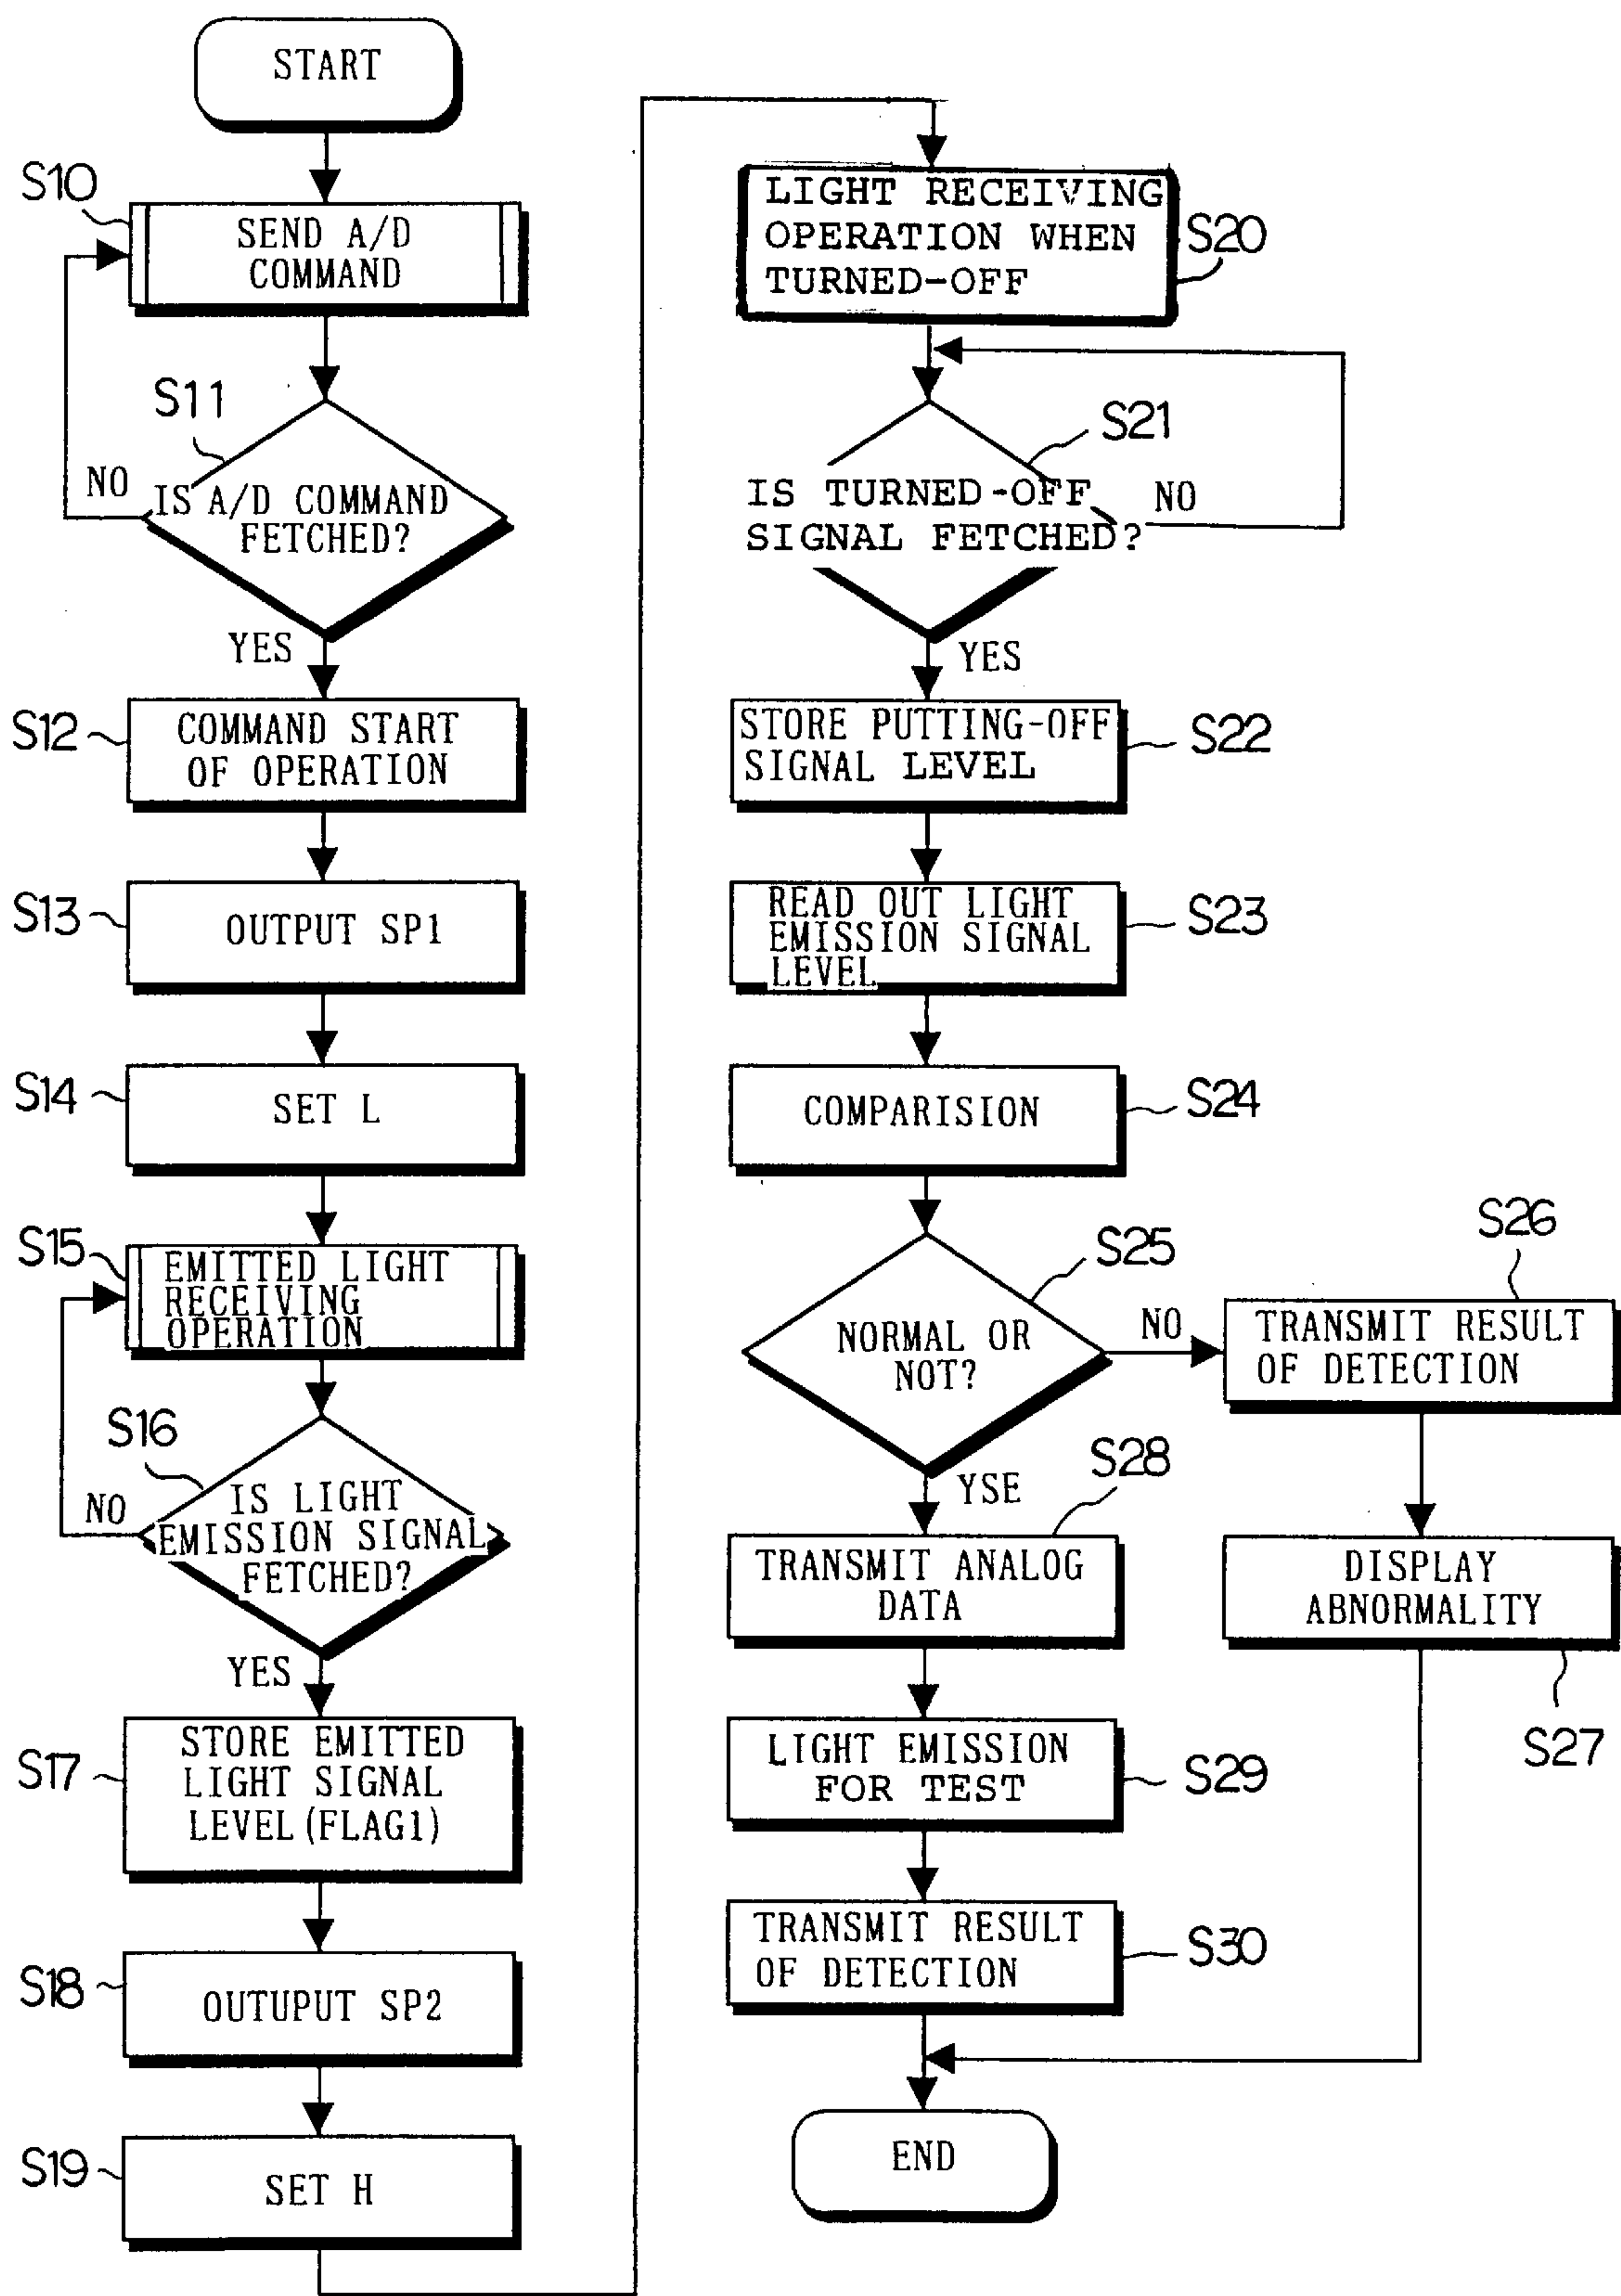 START
S10
SEND A/D
COMMAND
S11
NO
IS A/D COMMAND
FETCHED?
YES
S12
COMMAND START
OF OPERATION
S13
OUTPUT SP1
S14
SET L
S15
EMITTED LIGHT
RECEIVING
OPERATION
S16
NO
IS LIGHT
EMISSION SIGNAL
FETCHED?
YES
S17
STORE EMITTED
LIGHT SIGNAL
LEVEL(FLAG1)
S18
OUTUPUT SP2
S19
SET H
LIGHT RECEIVING
OPERATION WHEN
TURNED-OFF
S20
S21
IS TURNED-OFF
SIGNAL FETCHED?
NO
YES
STORE PUTTING-OFF
SIGNAL LEVEL
S22
READ OUT LIGHT
EMISSION SIGNAL
LEVEL
S23
COMPARISION
S24
S25
NORMAL OR
NOT?
NO
S26
TRANSMIT RESULT
OF DETECTION
DISPLAY
ABNORMALITY
S27
YSE
S28
TRANSMIT ANALOG
DATA
LIGHT EMISSION
FOR TEST
S29
TRANSMIT RESULT
OF DETECTION
S30
END